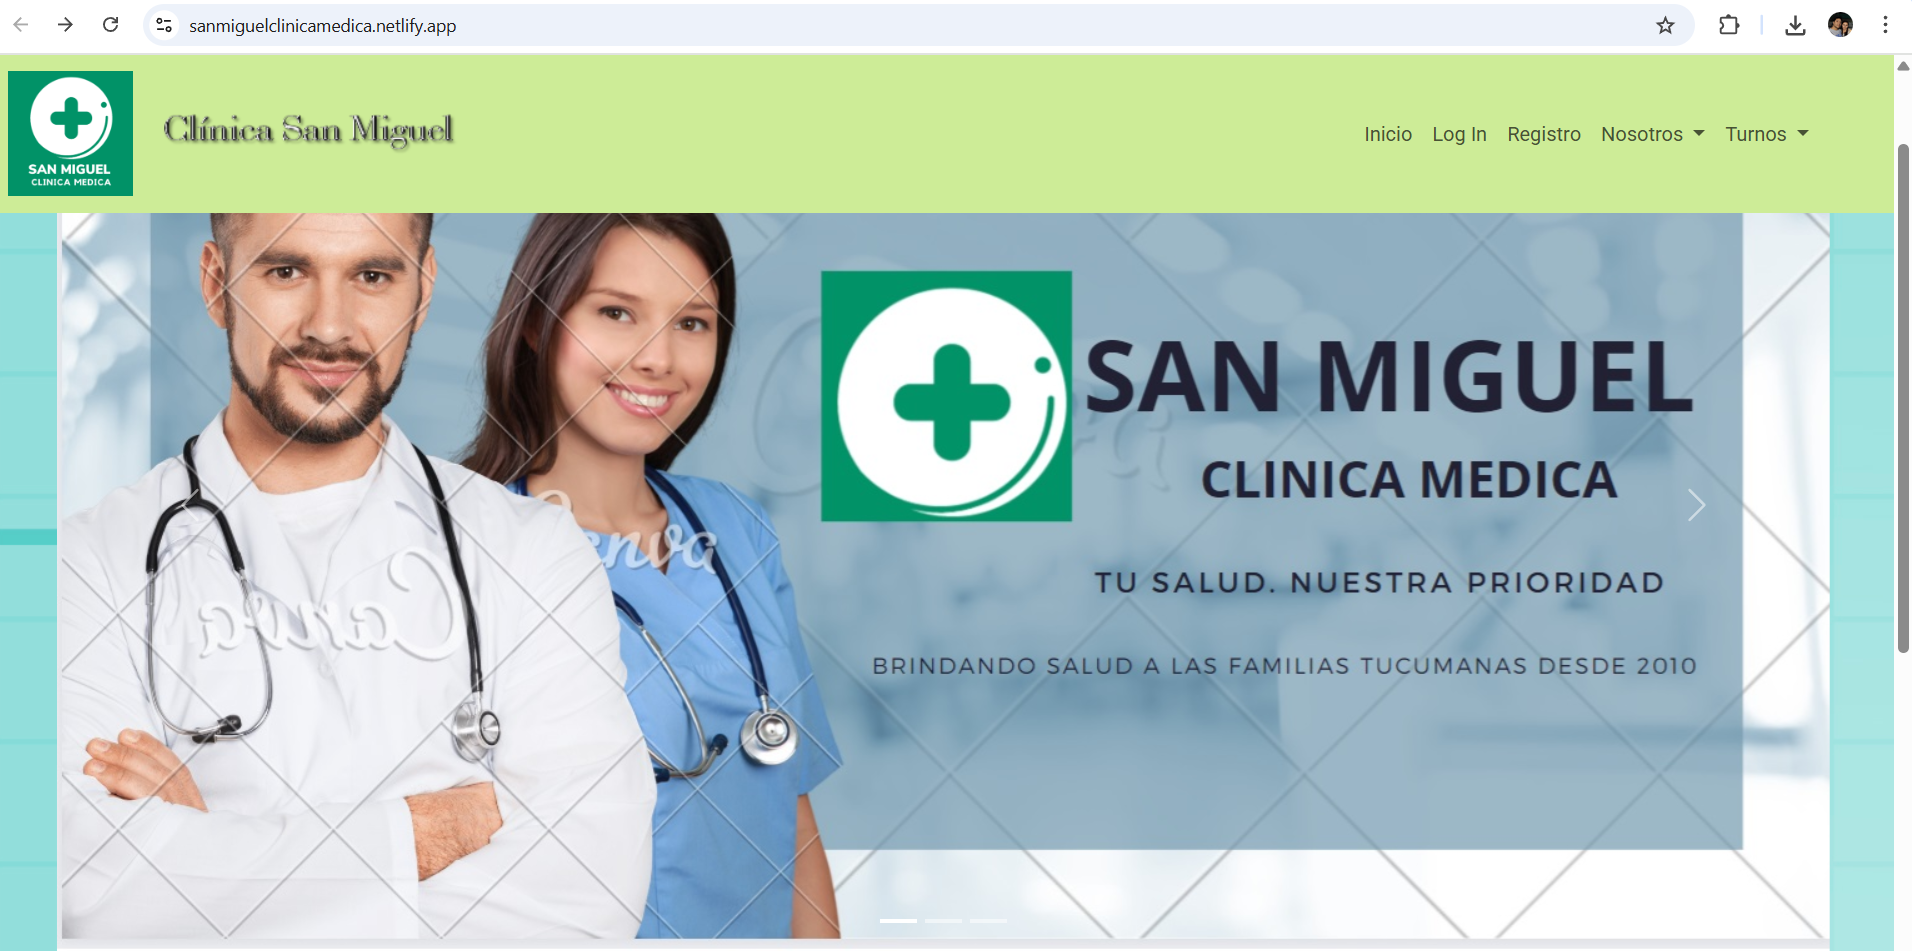 sanmiguelclinicamedica.netlify.app
SAN MIGUEL
CLINICA MEDICA
Clínica San Miguel
Inicio Log In Registro Nosotros Turnos
SAN MIGUEL
CLINICA MEDICA
TU SALUD. NUESTRA PRIORIDAD
BRINDANDO SALUD A LAS FAMILIAS TUCUMANAS DESDE 2010
Canva
Canva